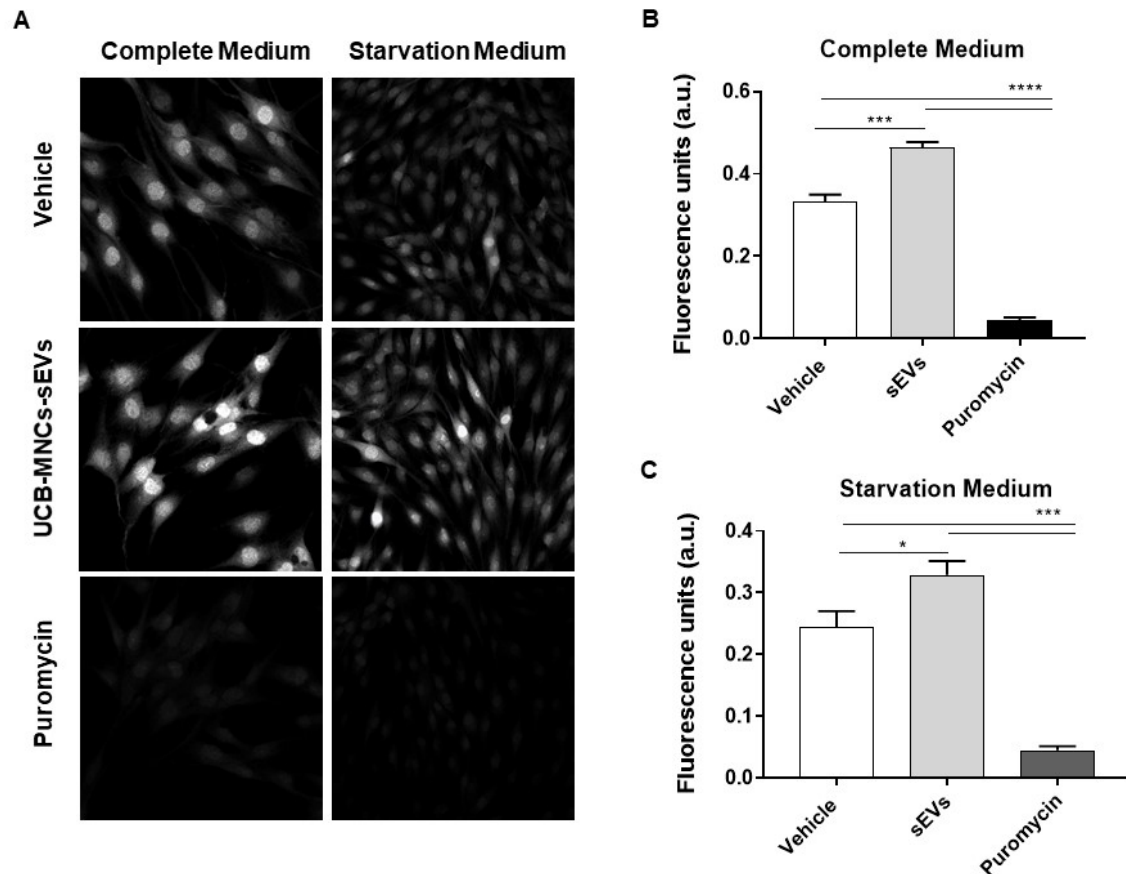 A
Complete Medium
Starvation Medium
Vehicle
UCB-MNCs-sEVs
Puromycin
B
Complete Medium
Fluorescence units (a.u.)
0.6
0.4
0.2
0.0
****
***
Vehicle
sEVs
Puromycin
C
Starvation Medium
Fluorescence units (a.u.)
0.4
0.3
0.2
0.1
0.0
***
*
Vehicle
sEVs
Puromycin